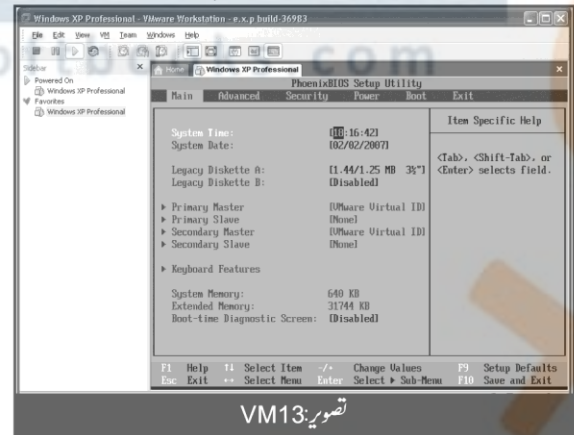 Windows XP Professional - VMware Workstation - e.x.p build-36983
File Edit View VM Team Windows Help
Sidebar
Powered On
Windows XP Professional
Favorites
Windows XP Professional
Home Windows XP Professional
PhoenixBIOS Setup Utility
Main Advanced Security Power Boot Exit
Item Specific Help
System Time: [18:16:42]
System Date: [02/02/2007]
<Tab>, <Shift-Tab>, or
<Enter> selects field.
Legacy Diskette A: [1.44/1.25 MB 3½"]
Legacy Diskette B: [Disabled]
Primary Master [VMware Virtual ID]
Primary Slave [None]
Secondary Master [VMware Virtual ID]
Secondary Slave [None]
Keyboard Features
System Memory: 640 KB
Extended Memory: 31744 KB
Boot-time Diagnostic Screen: [Disabled]
F1 Help ↑↓ Select Item -/+ Change Values F9 Setup Defaults
Esc Exit ↔ Select Menu Enter Select ▶ Sub-Menu F10 Save and Exit
تصویر:VM13